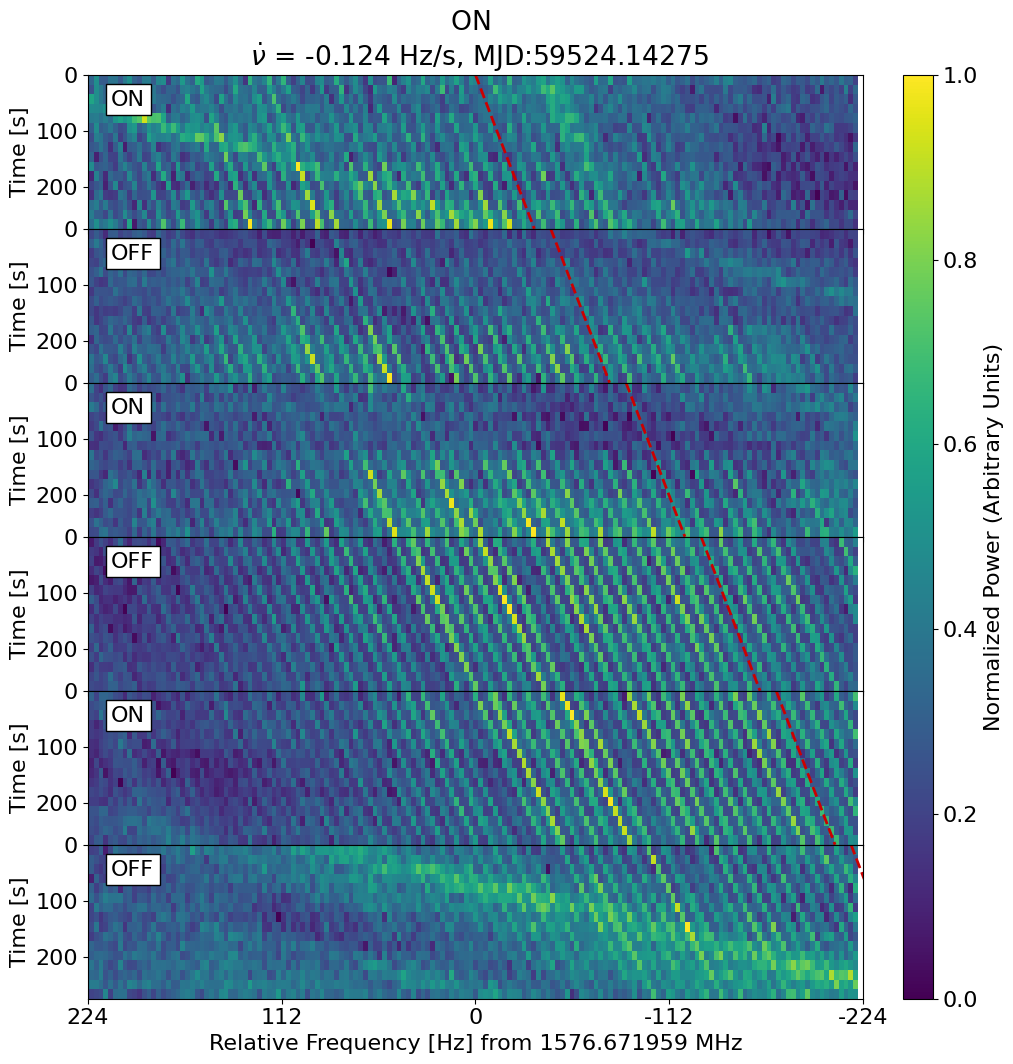 ON
ν̇ = -0.124 Hz/s, MJD:59524.14275
0
100
200
Time [s]
ON
0
100
200
Time [s]
OFF
0
100
200
Time [s]
ON
0
100
200
Time [s]
OFF
0
100
200
Time [s]
ON
0
100
200
Time [s]
OFF
224
112
0
-112
-224
Relative Frequency [Hz] from 1576.671959 MHz
1.0
0.8
0.6
0.4
0.2
0.0
Normalized Power (Arbitrary Units)